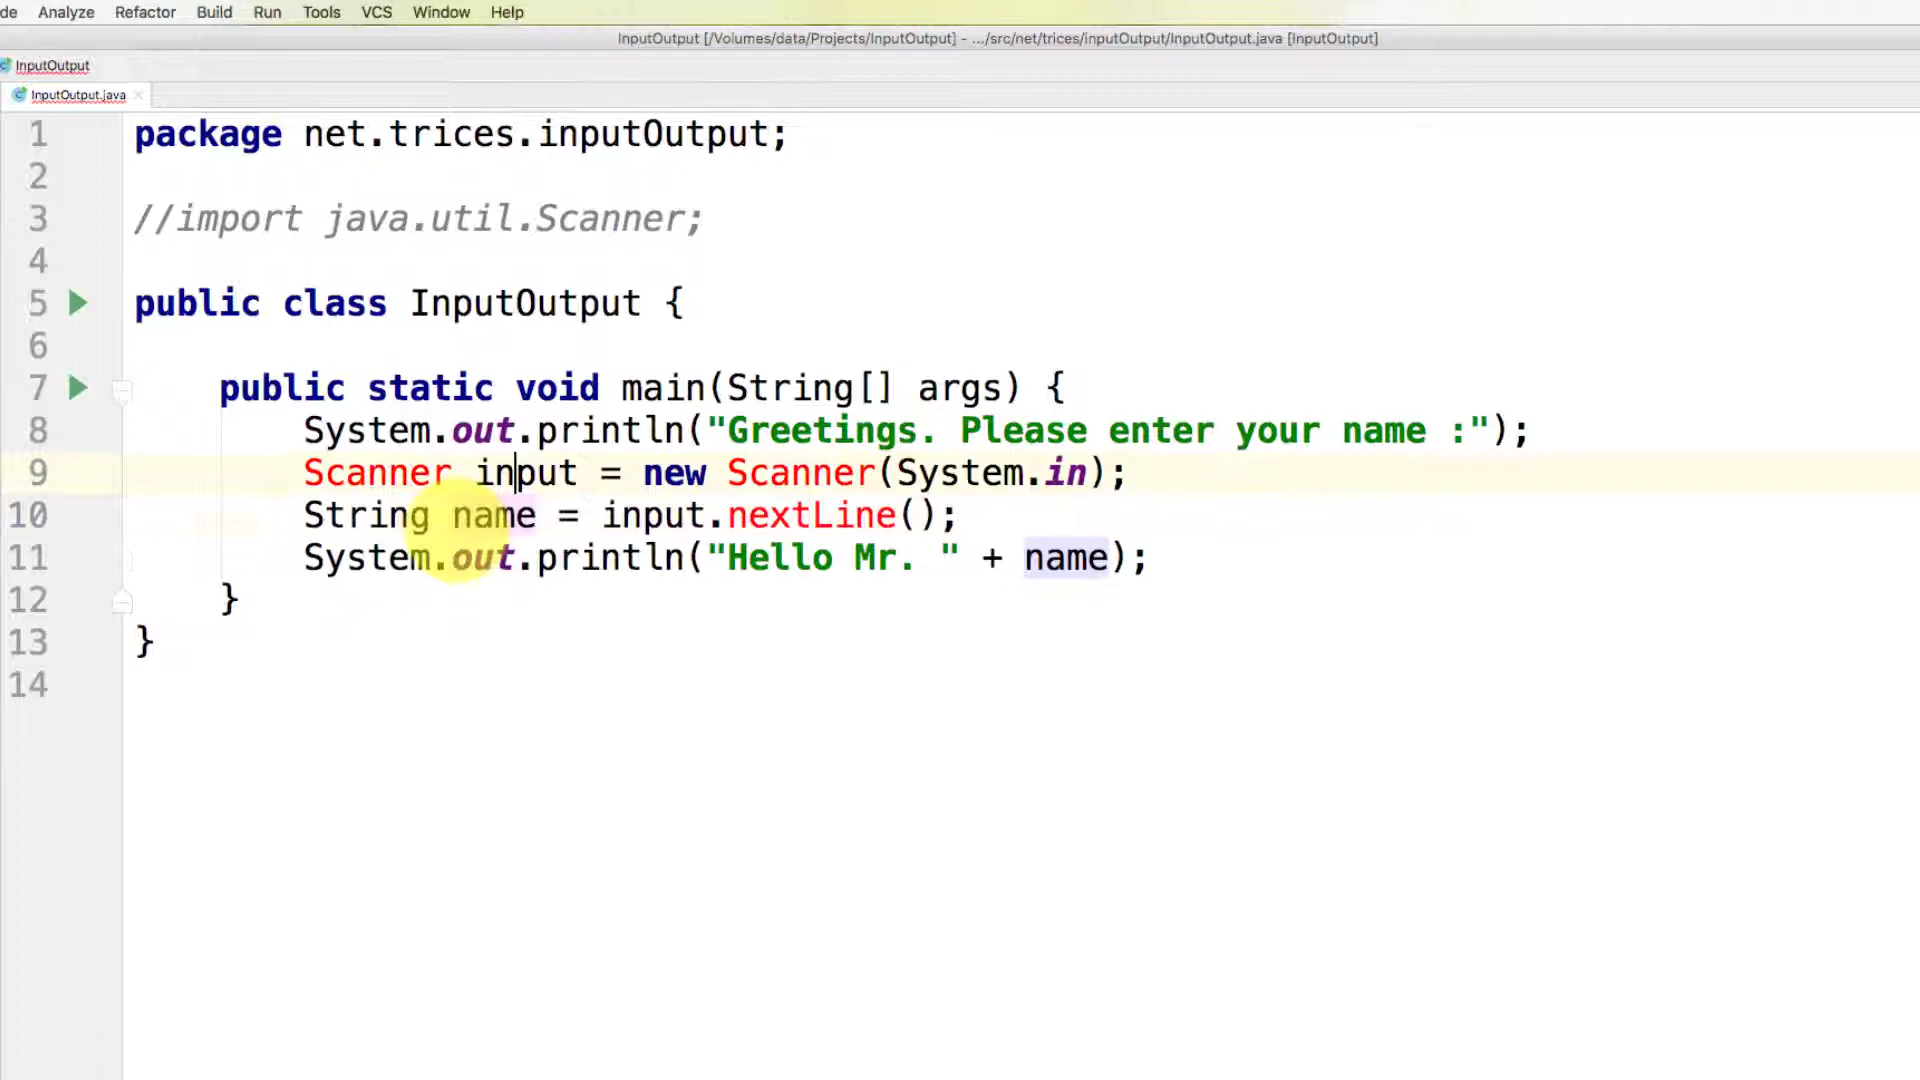 de Analyze Refactor Build Run Tools VCS Window Help
InputOutput [/Volumes/data/Projects/InputOutput] - .../src/net/trices/inputOutput/InputOutput.java [InputOutput]
InputOutput
InputOutput.java
1 package net.trices.inputOutput;
2
3 //import java.util.Scanner;
4
5 public class InputOutput {
6
7 public static void main(String[] args) {
8 System.out.println("Greetings. Please enter your name :");
9 Scanner input = new Scanner(System.in);
10 String name = input.nextLine();
11 System.out.println("Hello Mr. " + name);
12 }
13 }
14